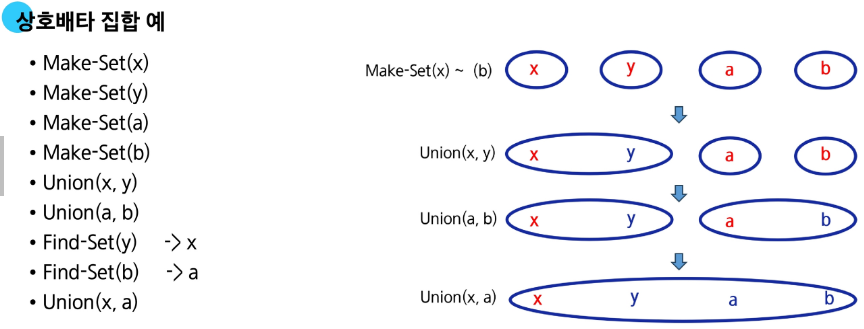 상호배타 집합 예
• Make-Set(x)
• Make-Set(y)
• Make-Set(a)
• Make-Set(b)
• Union(x, y)
• Union(a, b)
• Find-Set(y) -> x
• Find-Set(b) -> a
• Union(x, a)
Make-Set(x) ~ (b) x y a b
Union(x, y) x y a b
Union(a, b) x y a b
Union(x, a) x y a b